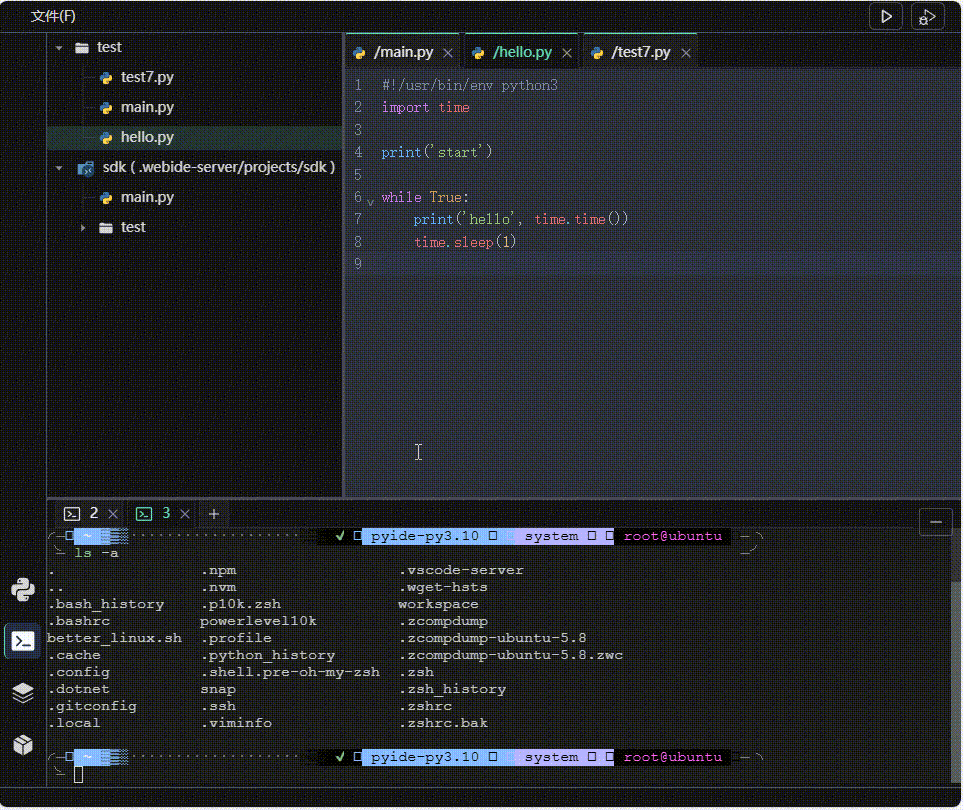 文件(F)
test
test7.py
main.py
hello.py
sdk ( .webide-server/projects/sdk )
main.py
test
/main.py
/hello.py
/test7.py
1 #!/usr/bin/env python3
2 import time
3
4 print('start')
5
6 while True:
7 print('hello', time.time())
8 time.sleep(1)
9
2
3
~ ✓ pyide-py3.10 system root@ubuntu
ls -a
. .npm .vscode-server
.. .nvm .wget-hsts
.bash_history .p10k.zsh workspace
.bashrc powerlevel10k .zcompdump
better_linux.sh .profile .zcompdump-ubuntu-5.8
.cache .python_history .zcompdump-ubuntu-5.8.zwc
.config .shell.pre-oh-my-zsh .zsh
.dotnet snap .zsh_history
.gitconfig .ssh .zshrc
.local .viminfo .zshrc.bak
~ ✓ pyide-py3.10 system root@ubuntu